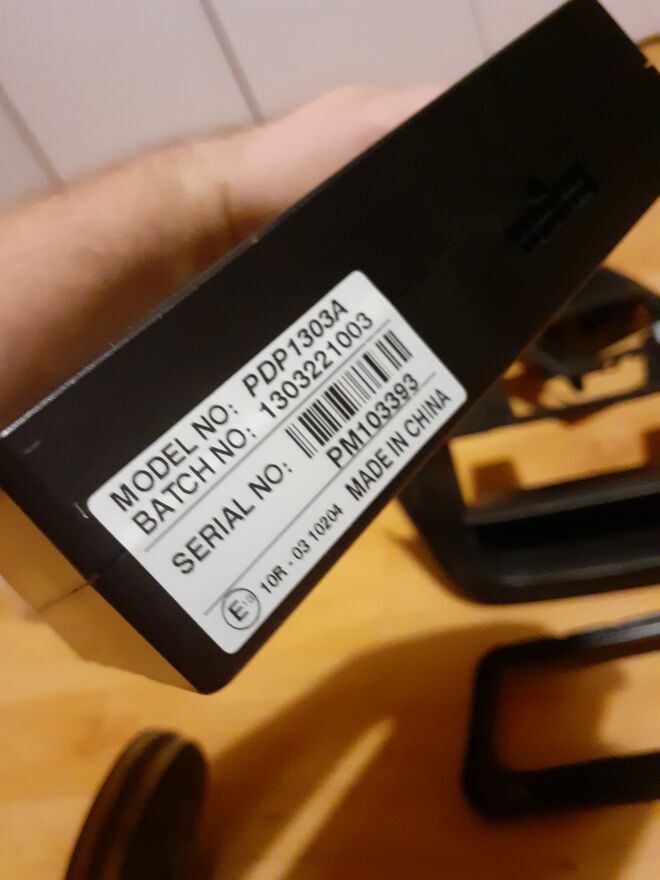 MODEL NO: PDP1303A
BATCH NO: 1303221003
SERIAL NO:
PM103393
E 10R - 03 10204 MADE IN CHINA